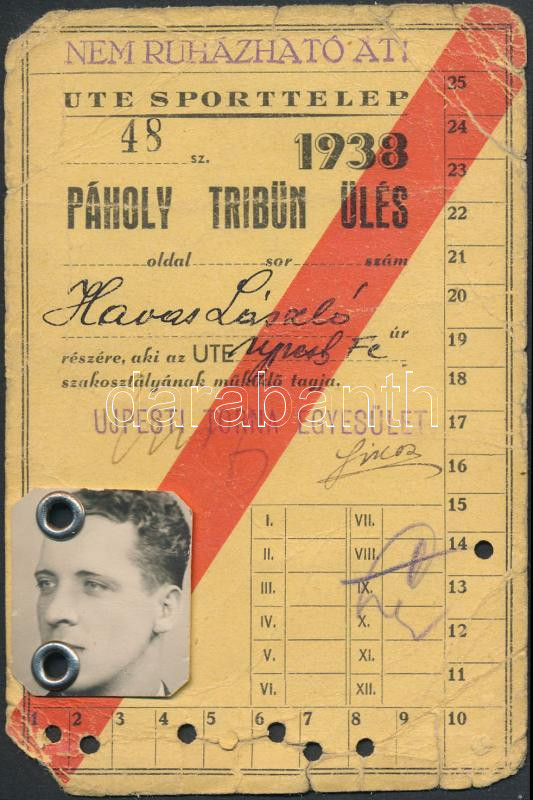 NEM RUHÁZHATÓ ÁT!
UTE SPORTTELEP
48 sz. 1938
PÁHOLY TRIBÜN ÜLÉS
oldal sor szám
Havas László
úr
részére, aki az UTE Ujpesti Fc
szakosztályának működő tagja.
UJPESTI TORNA EGYESÜLET
darabanth
25
24
23
22
21
20
19
18
17
16
15
14
13
12
11
I. VII.
II. VIII.
III. IX.
IV. X.
V. XI.
VI. XII.
1 2 3 4 5 6 7 8 9 10